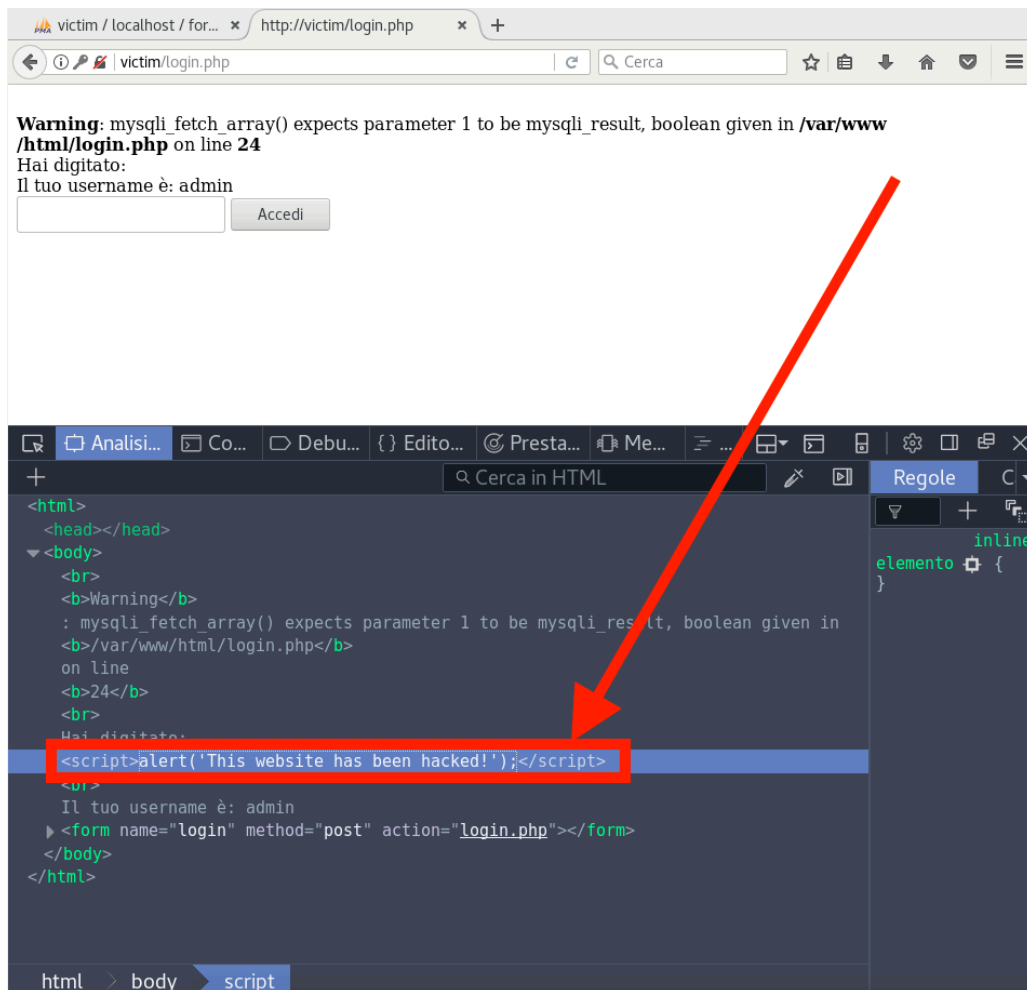 victim / localhost / for...
http://victim/login.php
victim/login.php
Cerca
Warning: mysqli_fetch_array() expects parameter 1 to be mysqli_result, boolean given in /var/www
/html/login.php on line 24
Hai digitato:
Il tuo username è: admin
Accedi
Analisi... Co... Debu... { } Edito... Presta... Me... ...
+ Cerca in HTML
Regole C
<html>
<head></head>
<body>
<br>
<b>Warning</b>
: mysqli_fetch_array() expects parameter 1 to be mysqli_result, boolean given in
<b>/var/www/html/login.php</b>
on line
<b>24</b>
<br>
Hai digitato:
<script>alert('This website has been hacked!');</script>
<br>
Il tuo username è: admin
<form name="login" method="post" action="login.php"></form>
</body>
</html>
inline
elemento {
}
html body script